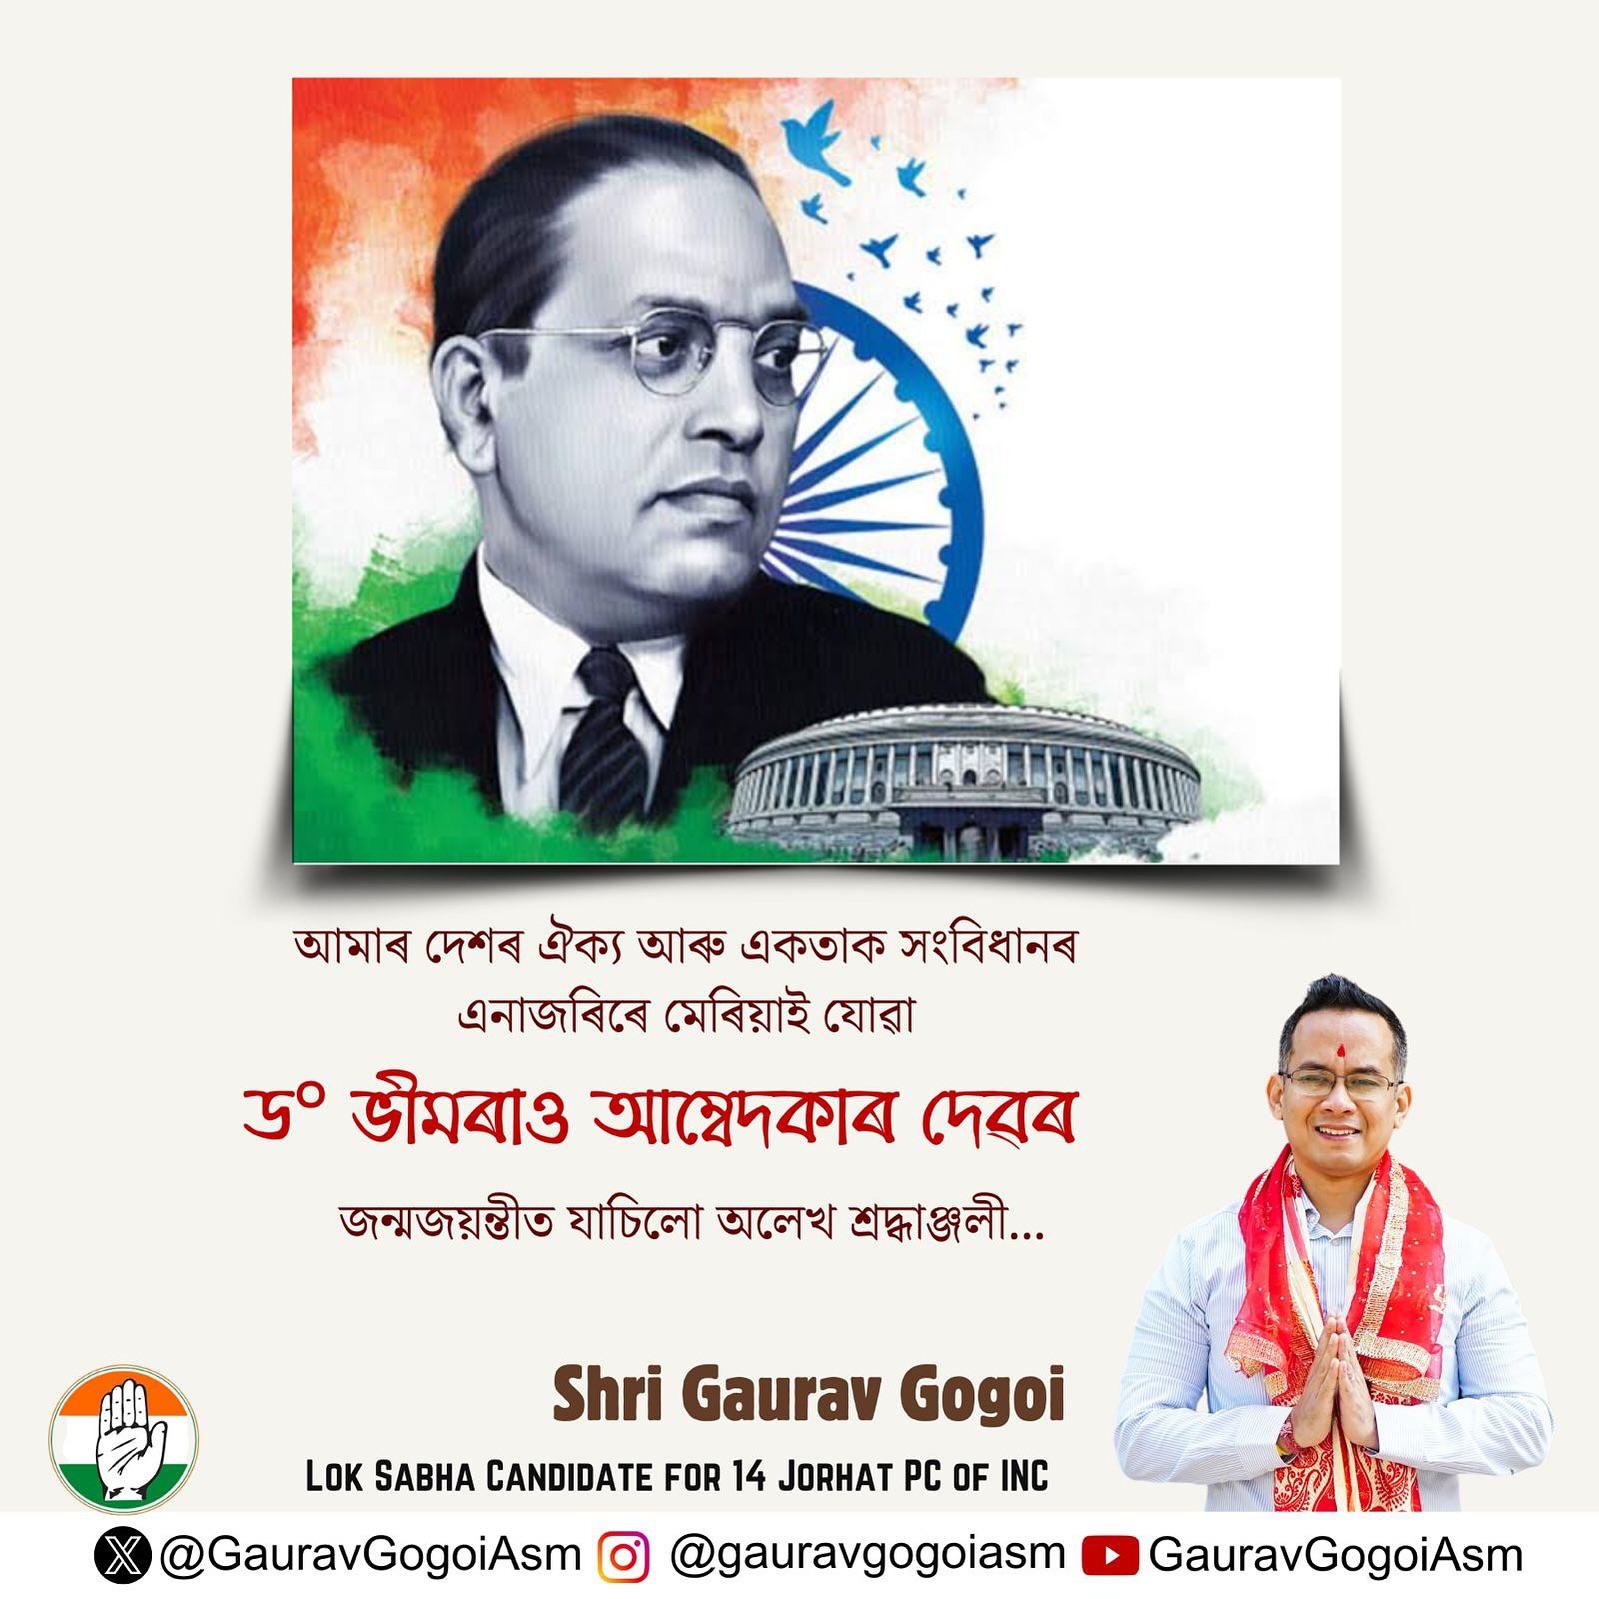 আমাৰ দেশৰ ঐক্য আৰু একতাক সংবিধানৰ
এনাজৰিৰে মেৰিয়াই যোৱা
ড° ভীমৰাও আম্বেদকাৰ দেৱৰ
জন্মজয়ন্তীত যাচিলো অলেখ শ্ৰদ্ধাঞ্জলী...
Shri Gaurav Gogoi
Lok Sabha Candidate for 14 Jorhat PC of INC
@GauravGogoiAsm @gauravgogoiasm GauravGogoiAsm